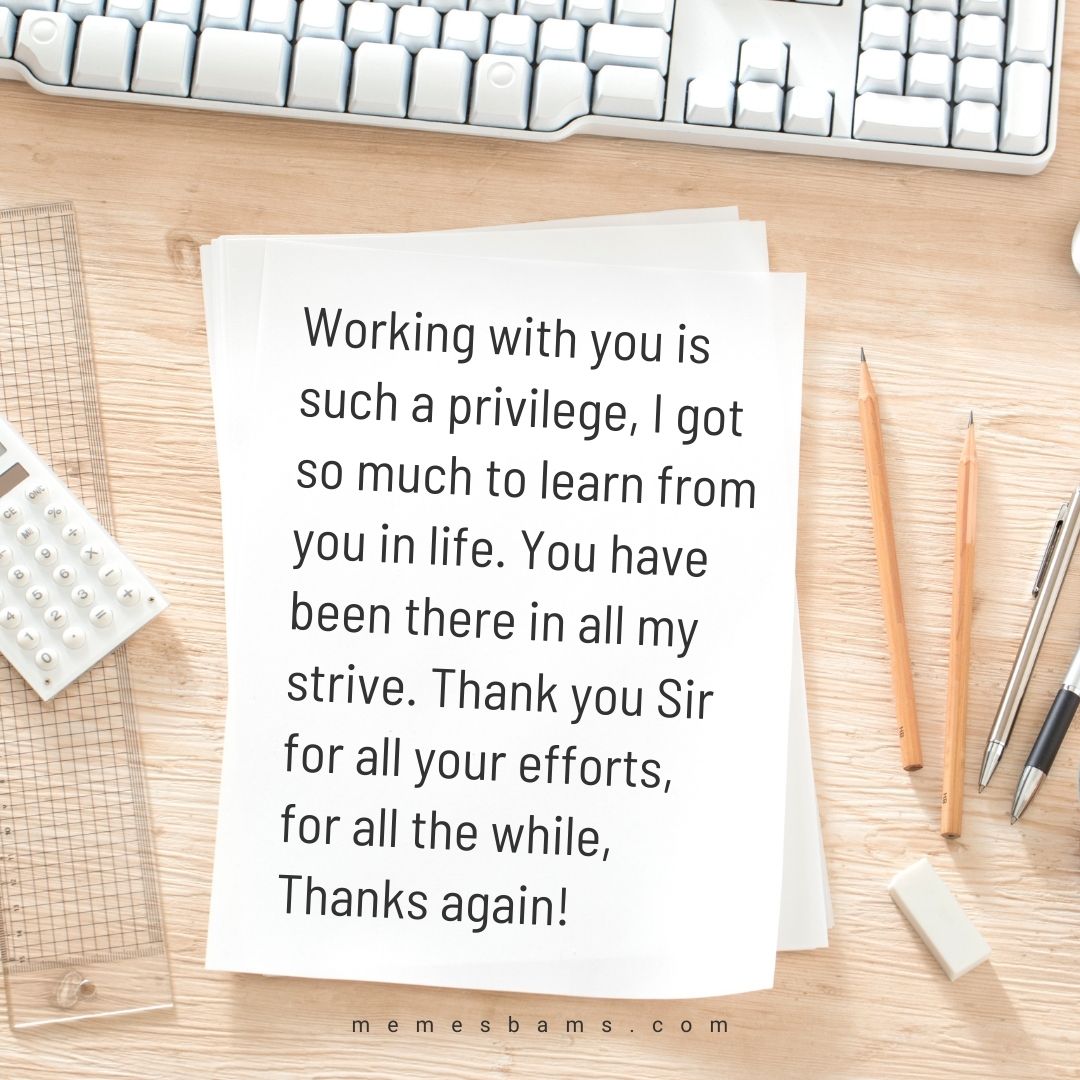 Working with you is
such a privilege, I got
so much to learn from
you in life. You have
been there in all my
strive. Thank you Sir
for all your efforts,
for all the while,
Thanks again!
memesbams.com